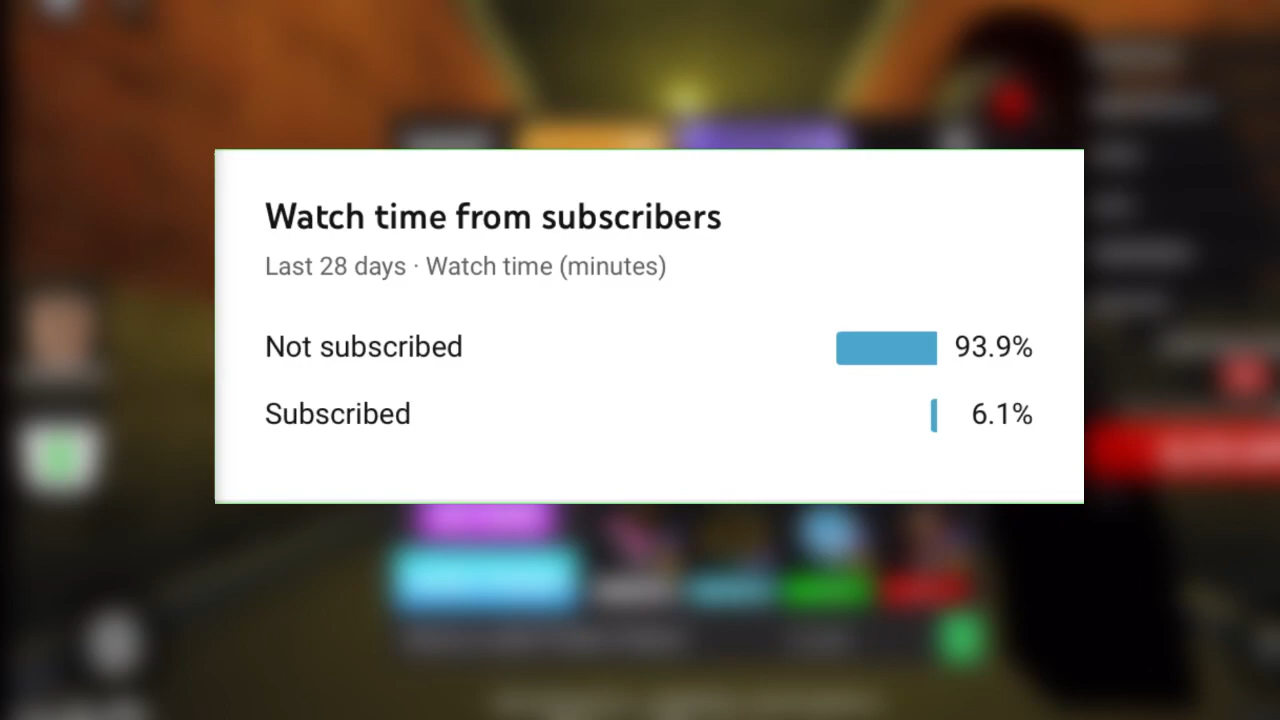 Watch time from subscribers
Last 28 days · Watch time (minutes)
Not subscribed 93.9%
Subscribed 6.1%